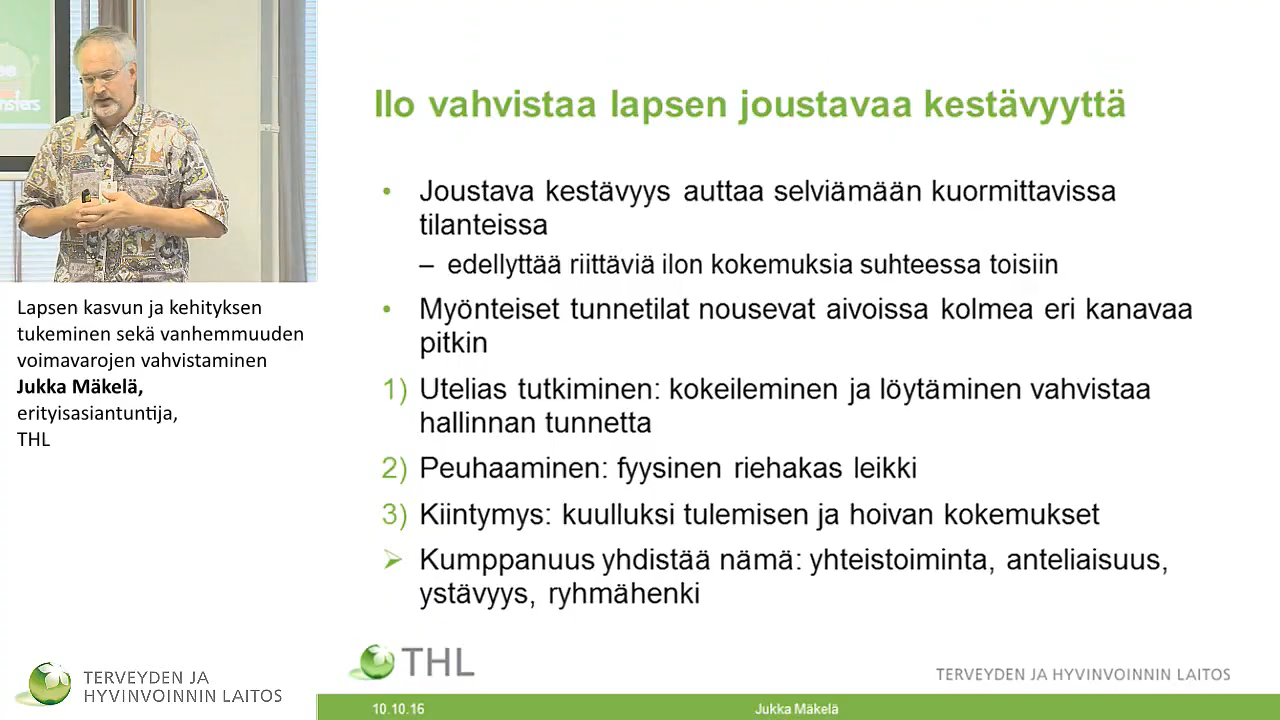 Ilo vahvistaa lapsen joustavaa kestävyyttä
• Joustava kestävyys auttaa selviämään kuormittavissa
tilanteissa
– edellyttää riittäviä ilon kokemuksia suhteessa toisiin
• Myönteiset tunnetilat nousevat aivoissa kolmea eri kanavaa
pitkin
1) Utelias tutkiminen: kokeileminen ja löytäminen vahvistaa
hallinnan tunnetta
2) Peuhaaminen: fyysinen riehakas leikki
3) Kiintymys: kuulluksi tulemisen ja hoivan kokemukset
➢ Kumppanuus yhdistää nämä: yhteistoiminta, anteliaisuus,
ystävyys, ryhmähenki
THL
TERVEYDEN JA HYVINVOINNIN LAITOS
10.10.16
Jukka Mäkelä
Lapsen kasvun ja kehityksen
tukeminen sekä vanhemmuuden
voimavarojen vahvistaminen
Jukka Mäkelä,
erityisasiantuntija,
THL
TERVEYDEN JA
HYVINVOINNIN LAITOS